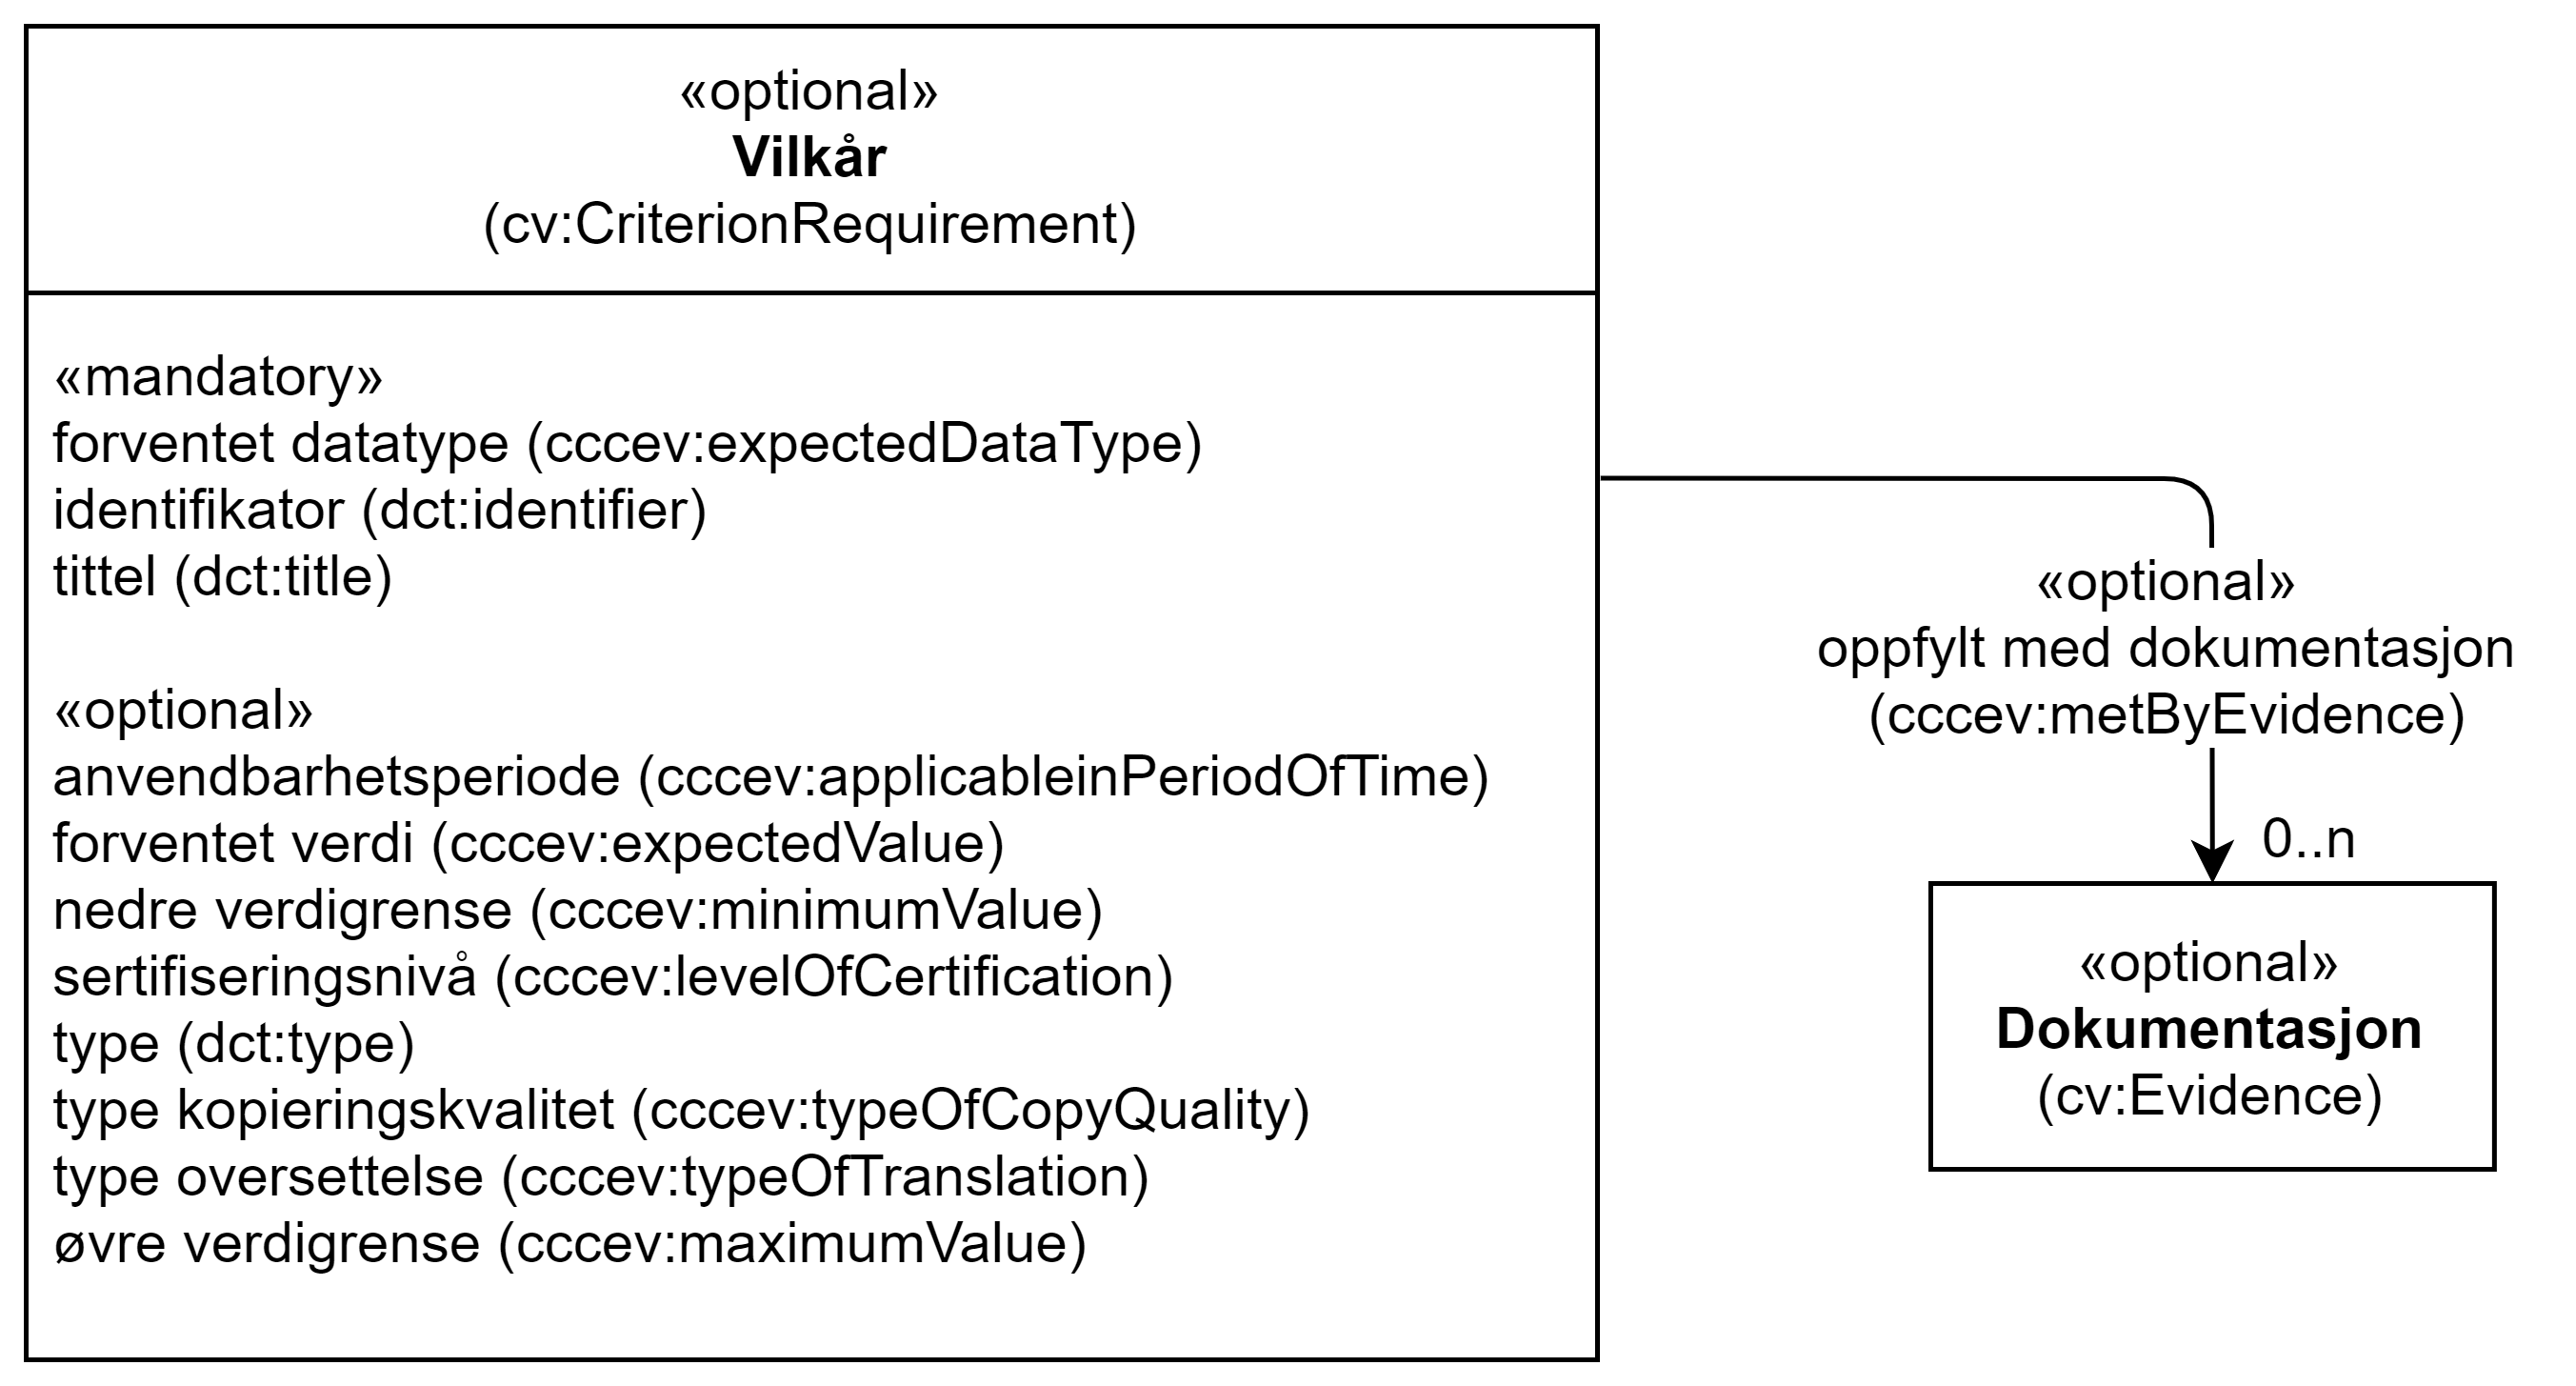 «optional»
Vilkår
(cv:CriterionRequirement)
«mandatory»
forventet datatype (cccev:expectedDataType)
identifikator (dct:identifier)
tittel (dct:title)
«optional»
anvendbarhetsperiode (cccev:applicableinPeriodOfTime)
forventet verdi (cccev:expectedValue)
nedre verdigrense (cccev:minimumValue)
sertifiseringsnivå (cccev:levelOfCertification)
type (dct:type)
type kopieringskvalitet (cccev:typeOfCopyQuality)
type oversettelse (cccev:typeOfTranslation)
øvre verdigrense (cccev:maximumValue)
«optional»
oppfylt med dokumentasjon
(cccev:metByEvidence)
0..n
«optional»
Dokumentasjon
(cv:Evidence)